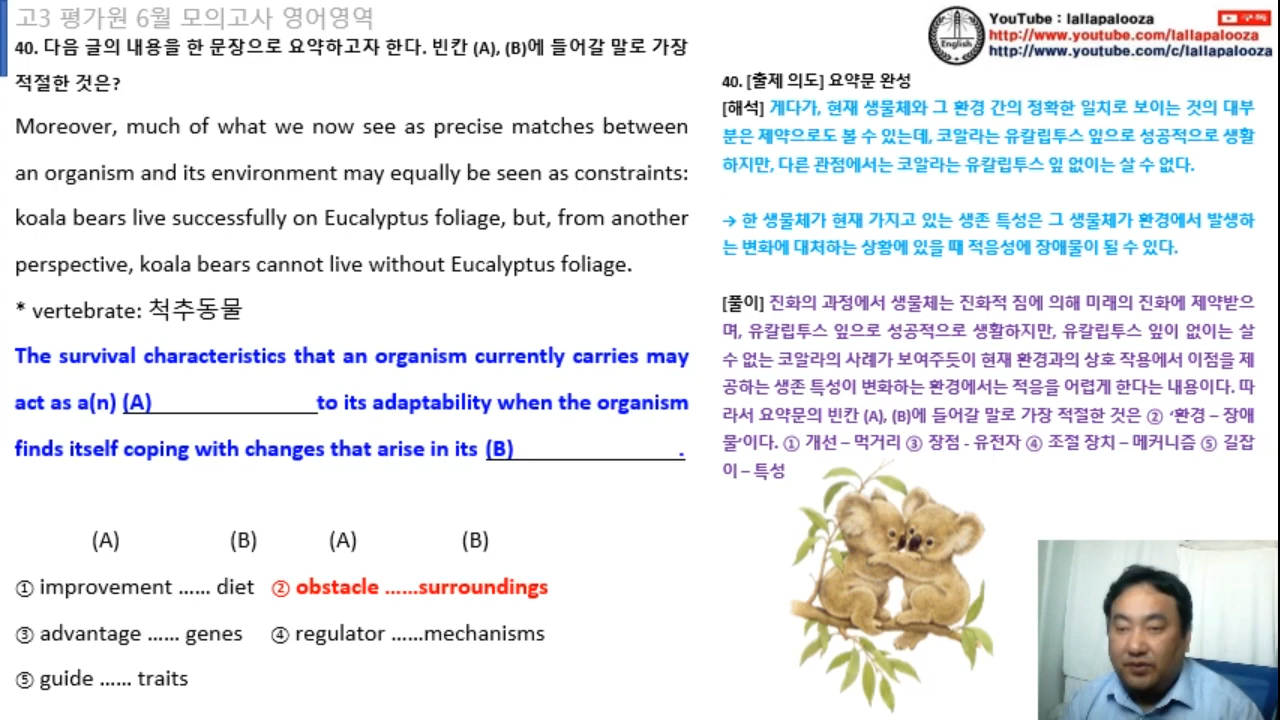 고3 평가원 6월 모의고사 영어영역
40. 다음 글의 내용을 한 문장으로 요약하고자 한다. 빈칸 (A), (B)에 들어갈 말로 가장
적절한 것은?
Moreover, much of what we now see as precise matches between
an organism and its environment may equally be seen as constraints:
koala bears live successfully on Eucalyptus foliage, but, from another
perspective, koala bears cannot live without Eucalyptus foliage.
* vertebrate: 척추동물
The survival characteristics that an organism currently carries may
act as a(n) (A) to its adaptability when the organism
finds itself coping with changes that arise in its (B) .
(A) (B) (A) (B)
① improvement …… diet ② obstacle ……surroundings
③ advantage …… genes ④ regulator ……mechanisms
⑤ guide …… traits
English
YouTube : lallapalooza
구독
http://www.youtube.com/lallapalooza
http://www.youtube.com/c/lallapalooza
40. [출제 의도] 요약문 완성
[해석] 게다가, 현재 생물체와 그 환경 간의 정확한 일치로 보이는 것의 대부
분은 제약으로도 볼 수 있는데, 코알라는 유칼립투스 잎으로 성공적으로 생활
하지만, 다른 관점에서는 코알라는 유칼립투스 잎 없이는 살 수 없다.
→ 한 생물체가 현재 가지고 있는 생존 특성은 그 생물체가 환경에서 발생하
는 변화에 대처하는 상황에 있을 때 적응성에 장애물이 될 수 있다.
[풀이] 진화의 과정에서 생물체는 진화적 짐에 의해 미래의 진화에 제약받으
며, 유칼립투스 잎으로 성공적으로 생활하지만, 유칼립투스 잎이 없이는 살
수 없는 코알라의 사례가 보여주듯이 현재 환경과의 상호 작용에서 이점을 제
공하는 생존 특성이 변화하는 환경에서는 적응을 어렵게 한다는 내용이다. 따
라서 요약문의 빈칸 (A), (B)에 들어갈 말로 가장 적절한 것은 ② ‘환경 – 장애
물’이다. ① 개선 – 먹거리 ③ 장점 - 유전자 ④ 조절 장치 – 메커니즘 ⑤ 길잡
이 – 특성